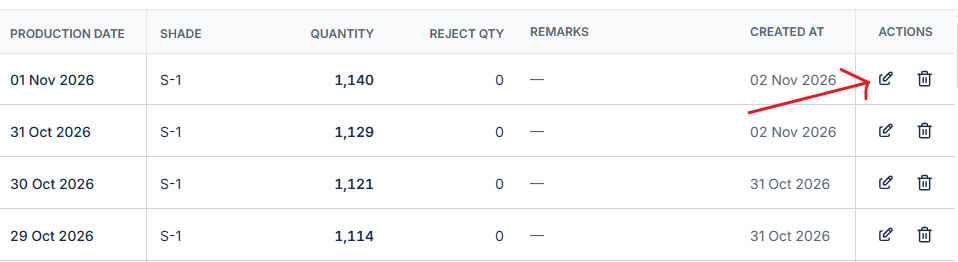 PRODUCTION DATE SHADE QUANTITY REJECT QTY REMARKS CREATED AT ACTIONS
01 Nov 2026 S-1 1,140 0 — 02 Nov 2026
31 Oct 2026 S-1 1,129 0 — 02 Nov 2026
30 Oct 2026 S-1 1,121 0 — 31 Oct 2026
29 Oct 2026 S-1 1,114 0 — 31 Oct 2026